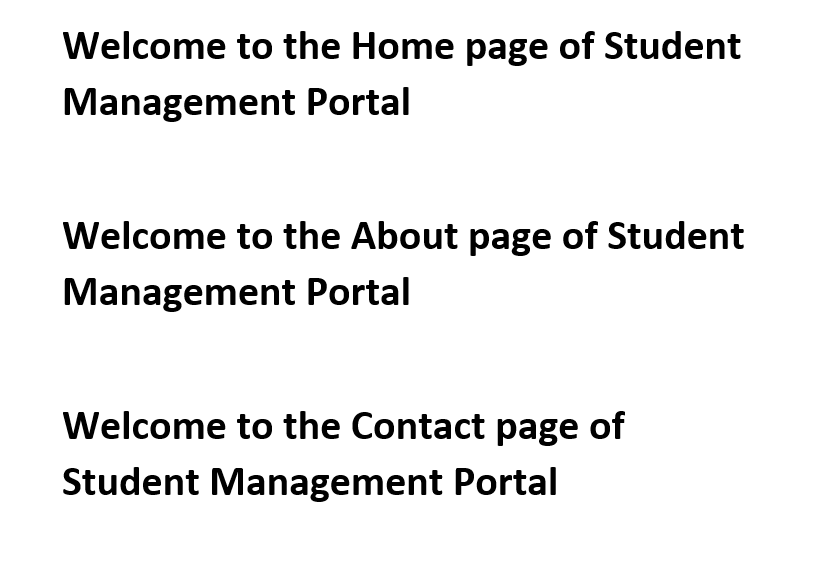 Welcome to the Home page of Student
Management Portal
Welcome to the About page of Student
Management Portal
Welcome to the Contact page of
Student Management Portal